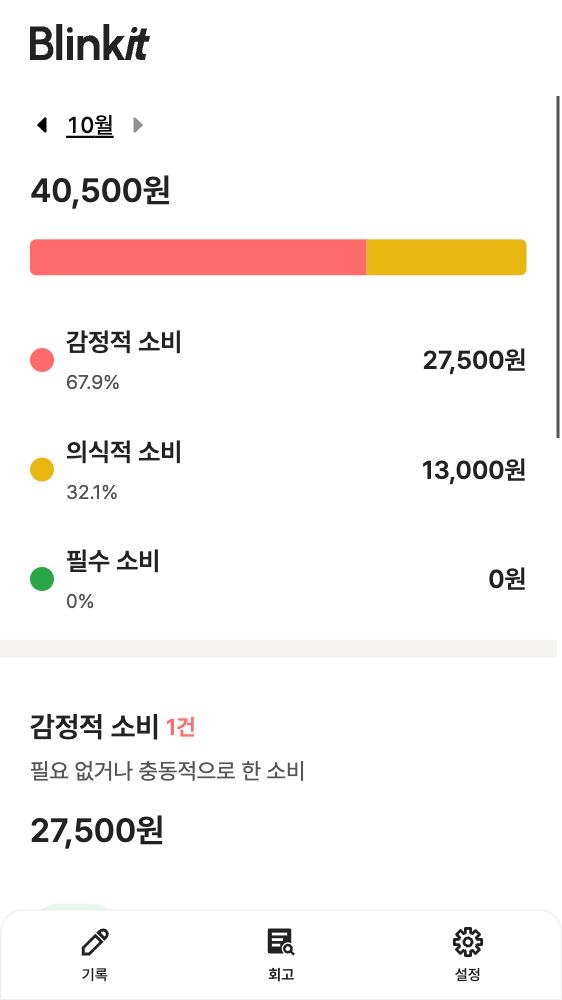 Blinkit
10월
40,500원
감정적 소비
67.9%
27,500원
의식적 소비
32.1%
13,000원
필수 소비
0%
0원
감정적 소비 1건
필요 없거나 충동적으로 한 소비
27,500원
기록
회고
설정